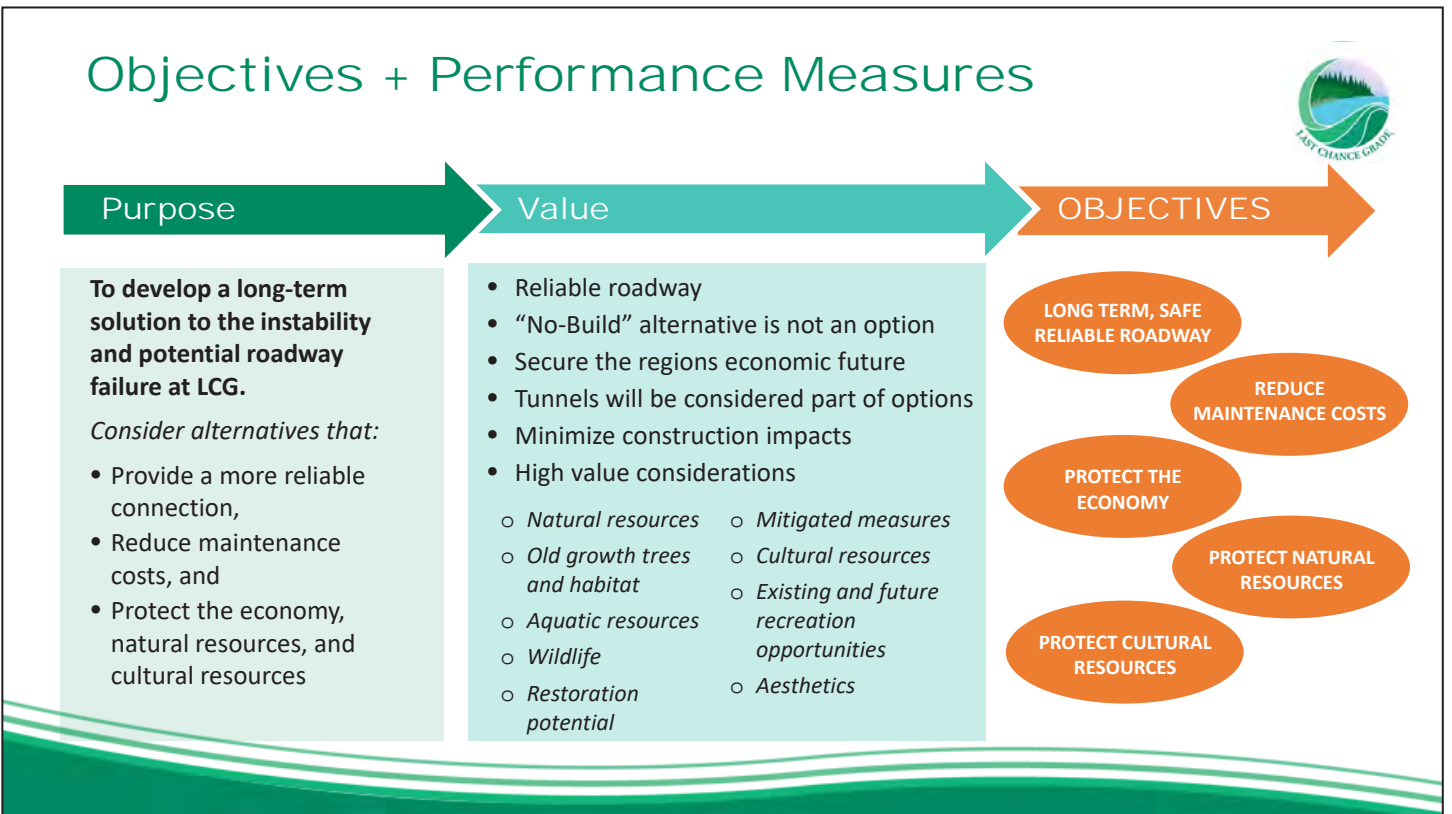 Objectives + Performance Measures
LAST CHANCE GRADE
Purpose
To develop a long-term
solution to the instability
and potential roadway
failure at LCG.
Consider alternatives that:
• Provide a more reliable
connection,
• Reduce maintenance
costs, and
• Protect the economy,
natural resources, and
cultural resources
Value
• Reliable roadway
• “No-Build” alternative is not an option
• Secure the regions economic future
• Tunnels will be considered part of options
• Minimize construction impacts
• High value considerations
o Natural resources
o Old growth trees
and habitat
o Aquatic resources
o Wildlife
o Restoration
potential
o Mitigated measures
o Cultural resources
o Existing and future
recreation
opportunities
o Aesthetics
OBJECTIVES
LONG TERM, SAFE
RELIABLE ROADWAY
REDUCE
MAINTENANCE COSTS
PROTECT THE
ECONOMY
PROTECT NATURAL
RESOURCES
PROTECT CULTURAL
RESOURCES